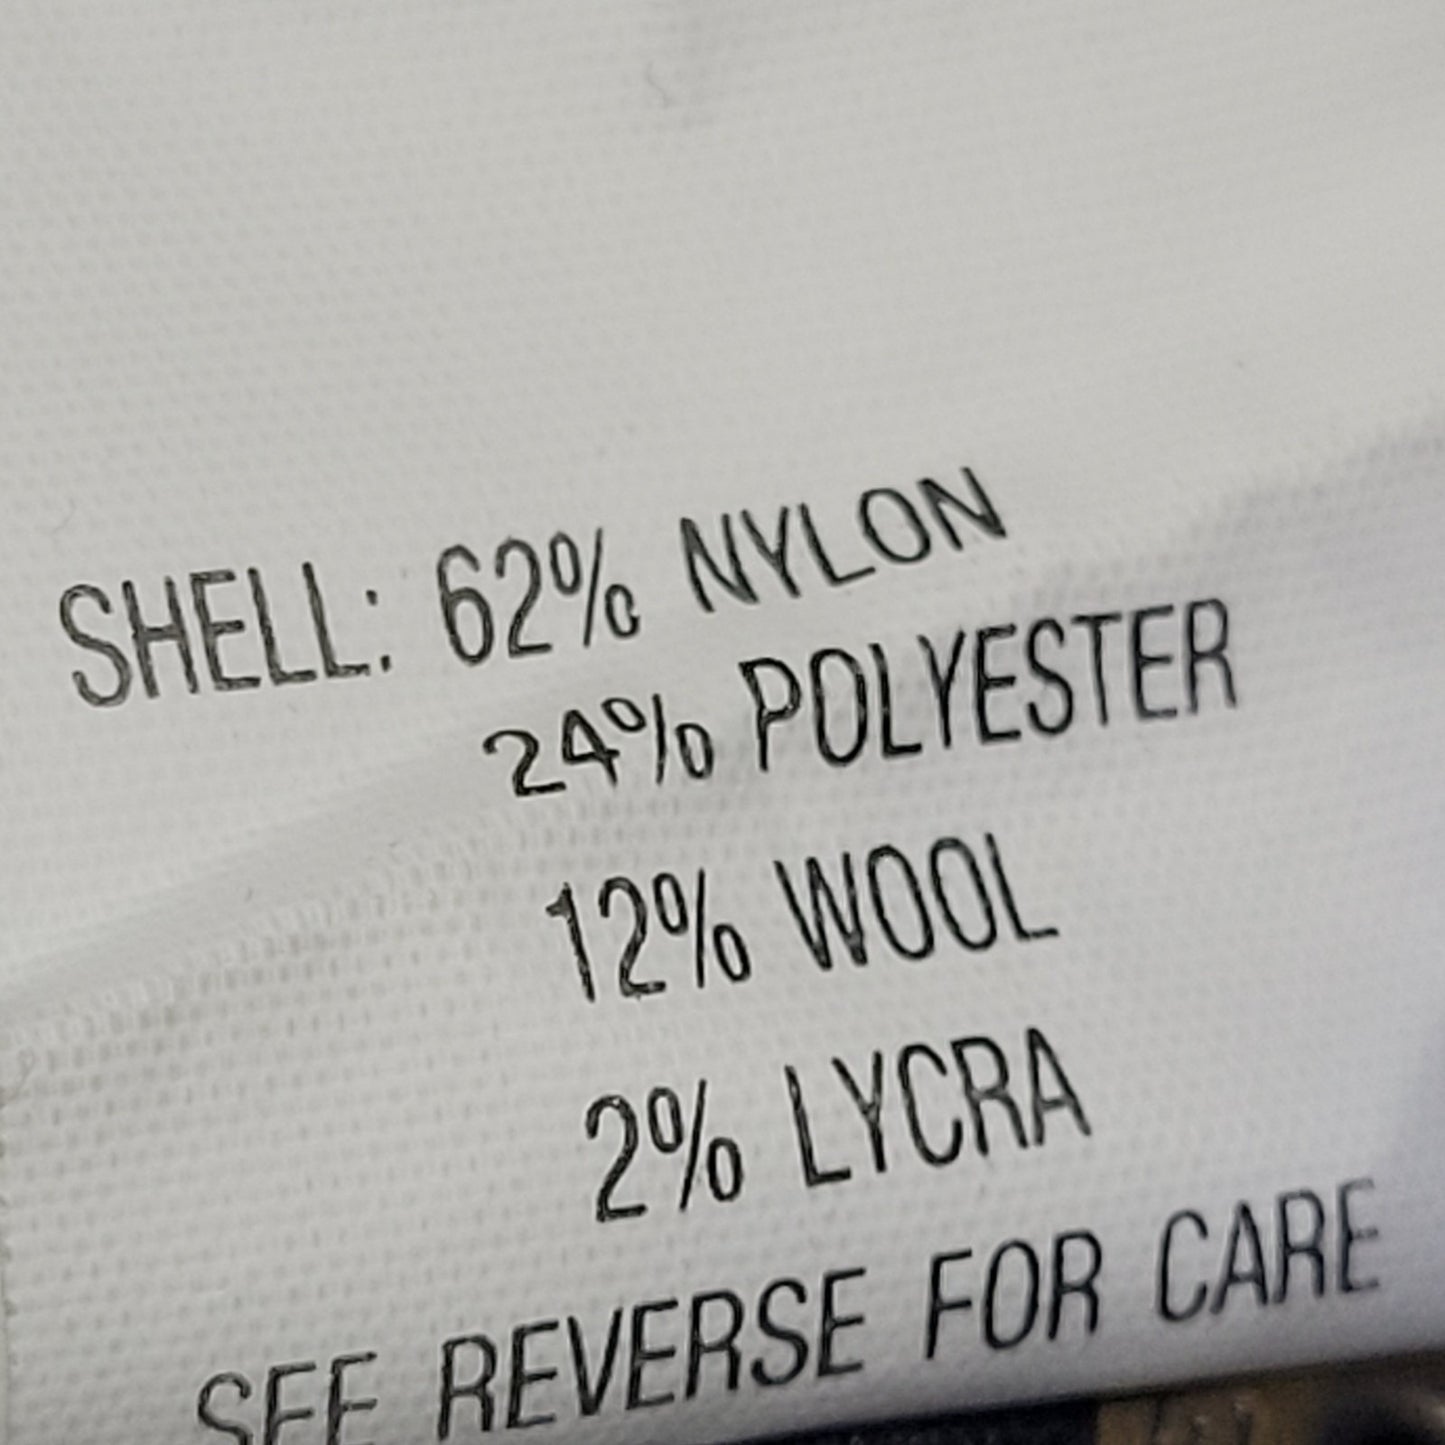 SHELL: 62% NYLON
24% POLYESTER
12% WOOL
2% LYCRA
SEE REVERSE FOR CARE